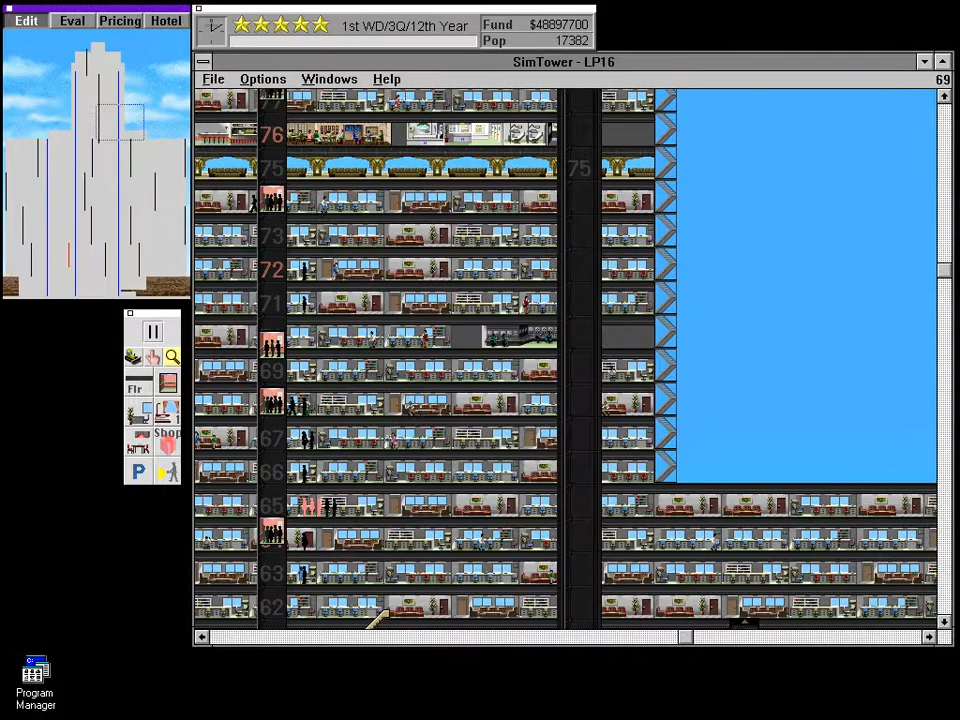 Edit Eval Pricing Hotel
1st WD/3Q/12th Year
Fund $48897700
Pop 17382
SimTower - LP16
File Options Windows Help
69
77
76
75 75
73
72
71
69
67
66
65
63
62
Flr
Shop
P
Program
Manager